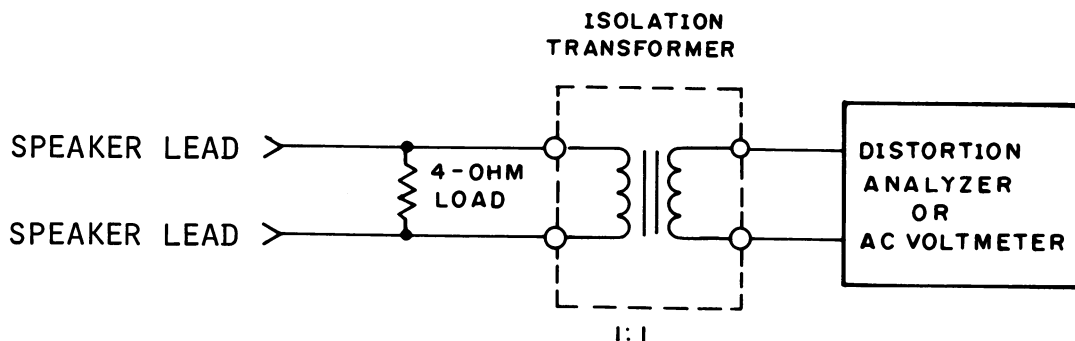 ISOLATION
TRANSFORMER
SPEAKER LEAD
4-OHM
LOAD
SPEAKER LEAD
DISTORTION
ANALYZER
OR
AC VOLTMETER
1:1